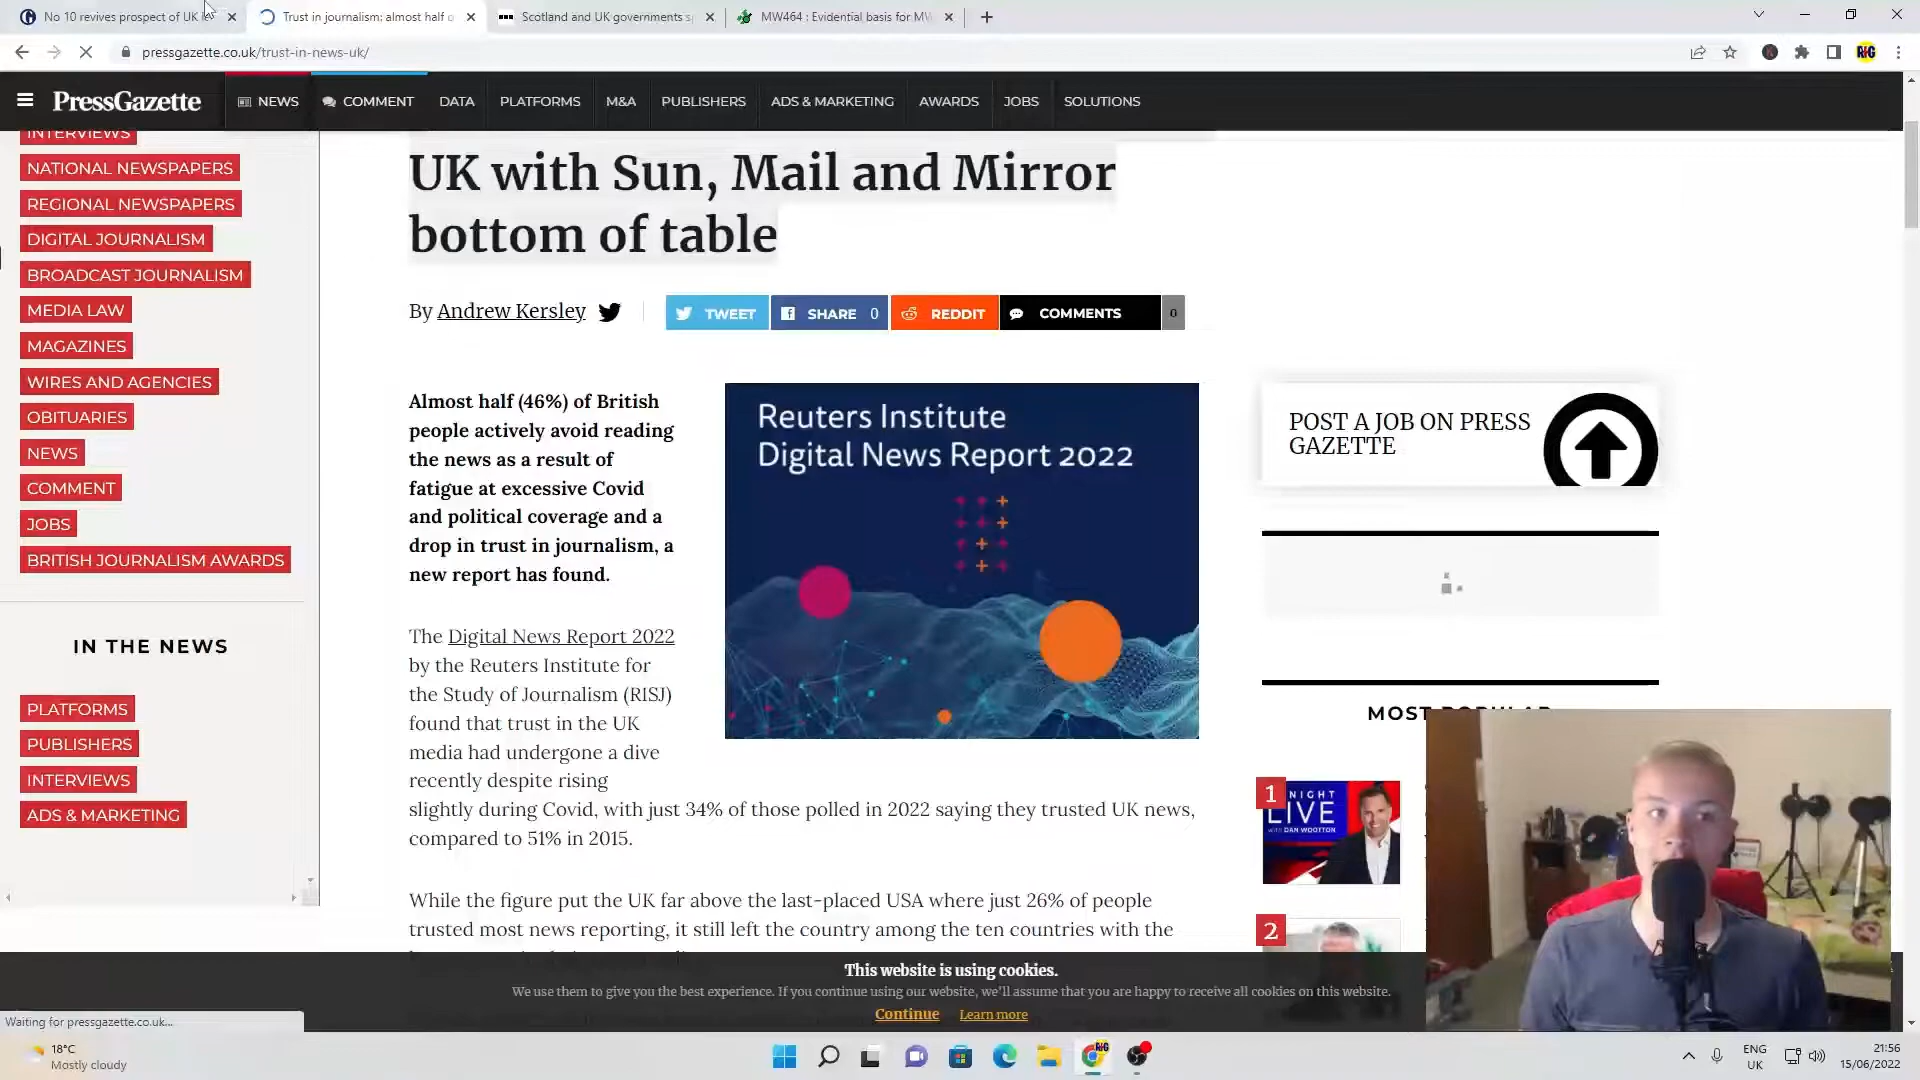 No 10 revives prospect of UK le
Trust in journalism: almost half o
Scotland and UK governments sp
MW464 : Evidential basis for MW
pressgazette.co.uk/trust-in-news-uk/
PressGazette
NEWS
COMMENT
DATA
PLATFORMS
M&A
PUBLISHERS
ADS & MARKETING
AWARDS
JOBS
SOLUTIONS
INTERVIEWS
NATIONAL NEWSPAPERS
REGIONAL NEWSPAPERS
DIGITAL JOURNALISM
BROADCAST JOURNALISM
MEDIA LAW
MAGAZINES
WIRES AND AGENCIES
OBITUARIES
NEWS
COMMENT
JOBS
BRITISH JOURNALISM AWARDS
IN THE NEWS
PLATFORMS
PUBLISHERS
INTERVIEWS
ADS & MARKETING
UK with Sun, Mail and Mirror
bottom of table
By Andrew Kersley
TWEET
SHARE 0
REDDIT
COMMENTS 0
Almost half (46%) of British
people actively avoid reading
the news as a result of
fatigue at excessive Covid
and political coverage and a
drop in trust in journalism, a
new report has found.
Reuters Institute
Digital News Report 2022
The Digital News Report 2022
by the Reuters Institute for
the Study of Journalism (RISJ)
found that trust in the UK
media had undergone a dive
recently despite rising
slightly during Covid, with just 34% of those polled in 2022 saying they trusted UK news,
compared to 51% in 2015.
While the figure put the UK far above the last-placed USA where just 26% of people
trusted most news reporting, it still left the country among the ten countries with the
POST A JOB ON PRESS
GAZETTE
MOST POPULAR
1
NIGHT
LIVE
WITH DAN WOOTTON
2
This website is using cookies.
We use them to give you the best experience. If you continue using our website, we'll assume that you are happy to receive all cookies on this website.
Continue
Learn more
Waiting for pressgazette.co.uk...
18°C
Mostly cloudy
RIG
RIG
ENG
UK
21:56
15/06/2022